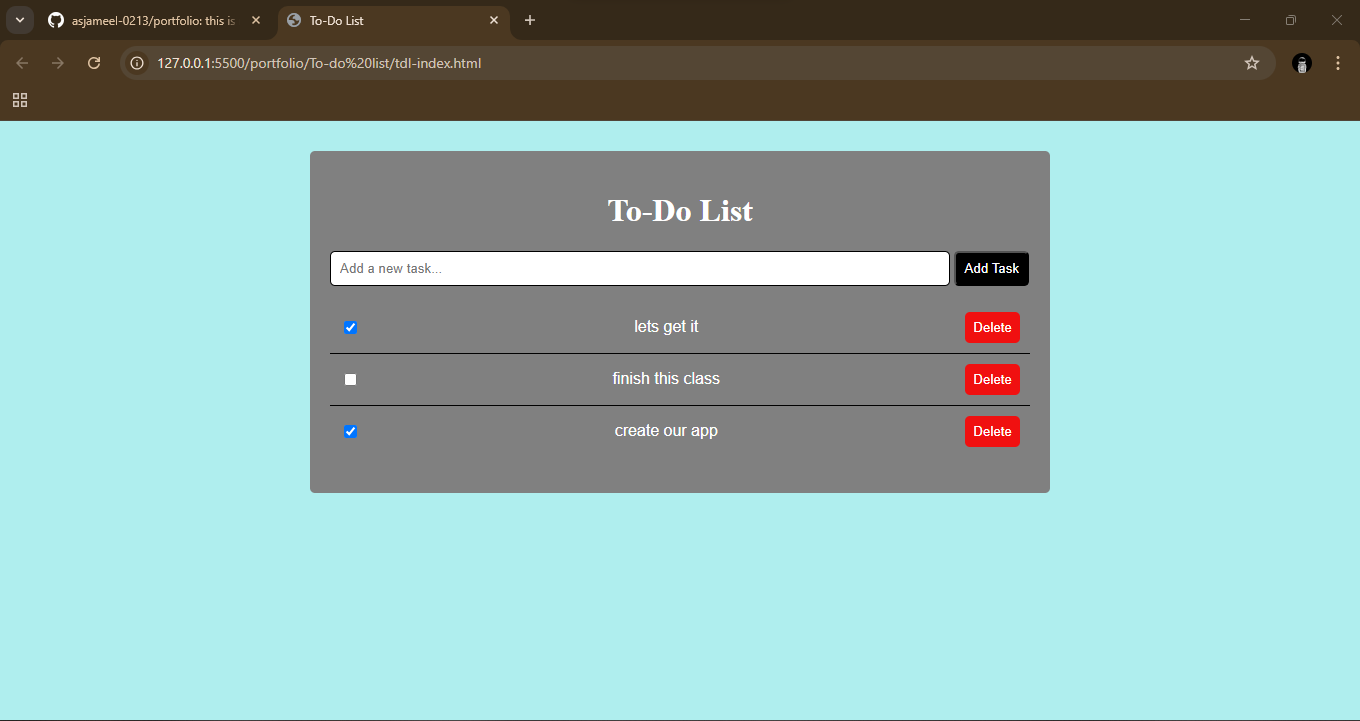 asjameel-0213/portfolio: this is
To-Do List
127.0.0.1:5500/portfolio/To-do%20list/tdl-index.html
To-Do List
Add a new task...
Add Task
lets get it
Delete
finish this class
Delete
create our app
Delete